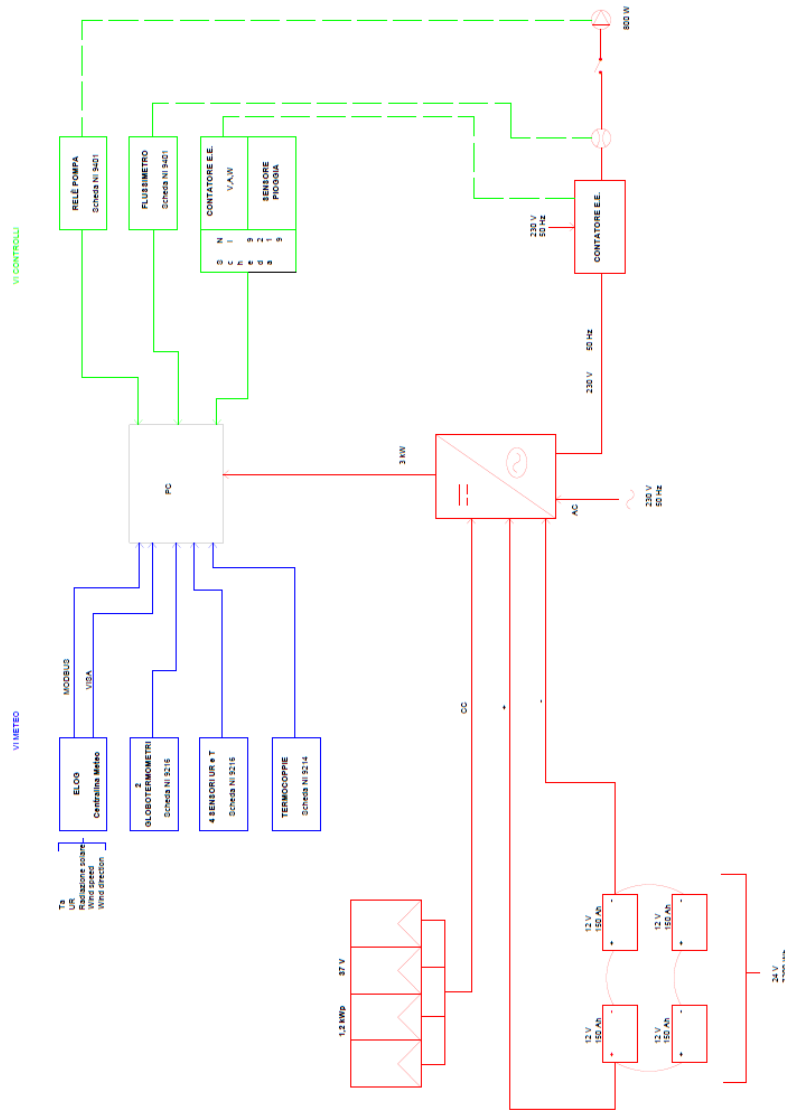 VI METEO
VI CONTROLLI
Ta
UR
Radiazione solare
Wind speed
Wind direction
ELOG
Centralina Meteo
MODBUS
VISA
2
GLOBOTERMOMETRI
Scheda NI 9216
4 SENSORI UR e T
Scheda NI 9216
TERMOCOPPIE
Scheda NI 9214
PC
RELÈ POMPA
Scheda NI 9401
FLUSSIMETRO
Scheda NI 9401
Scheda
NI 9219
CONTATORE E.E.
V,A,W
SENSORE
PIOGGIA
1,2 kWp
37 V
CC
+
-
3 kW
AC
230 V
50 Hz
230 V
50 Hz
230 V
50 Hz
CONTATORE E.E.
800 W
12 V
150 Ah
+ -
12 V
150 Ah
+ -
12 V
150 Ah
+ -
12 V
150 Ah
+ -
24 V